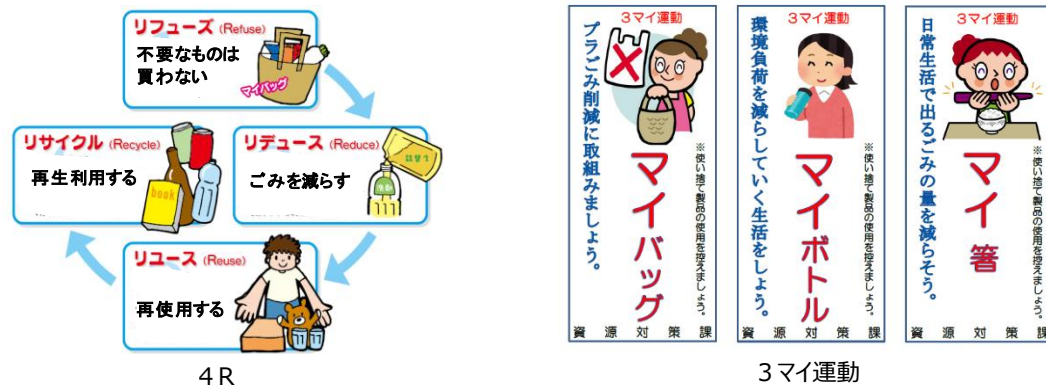 リフューズ (Refuse)
不要なものは
買わない
マイバッグ
リサイクル (Recycle)
再生利用する
book
リデュース (Reduce)
ごみを減らす
リユース (Reuse)
再使用する
4R
3マイ運動
プラごみ削減に取組みましょう。
マイバッグ
※使い捨て製品の使用を控えましょう。
資源対策課
3マイ運動
環境負荷を減らしていく生活をしよう。
マイボトル
※使い捨て製品の使用を控えましょう。
資源対策課
3マイ運動
日常生活で出るごみの量を減らそう。
マイ箸
※使い捨て製品の使用を控えましょう。
資源対策課
3マイ運動